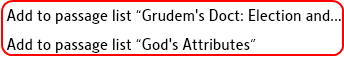 Add to passage list “Grudem's Doct: Election and...
Add to passage list “God's Attributes”